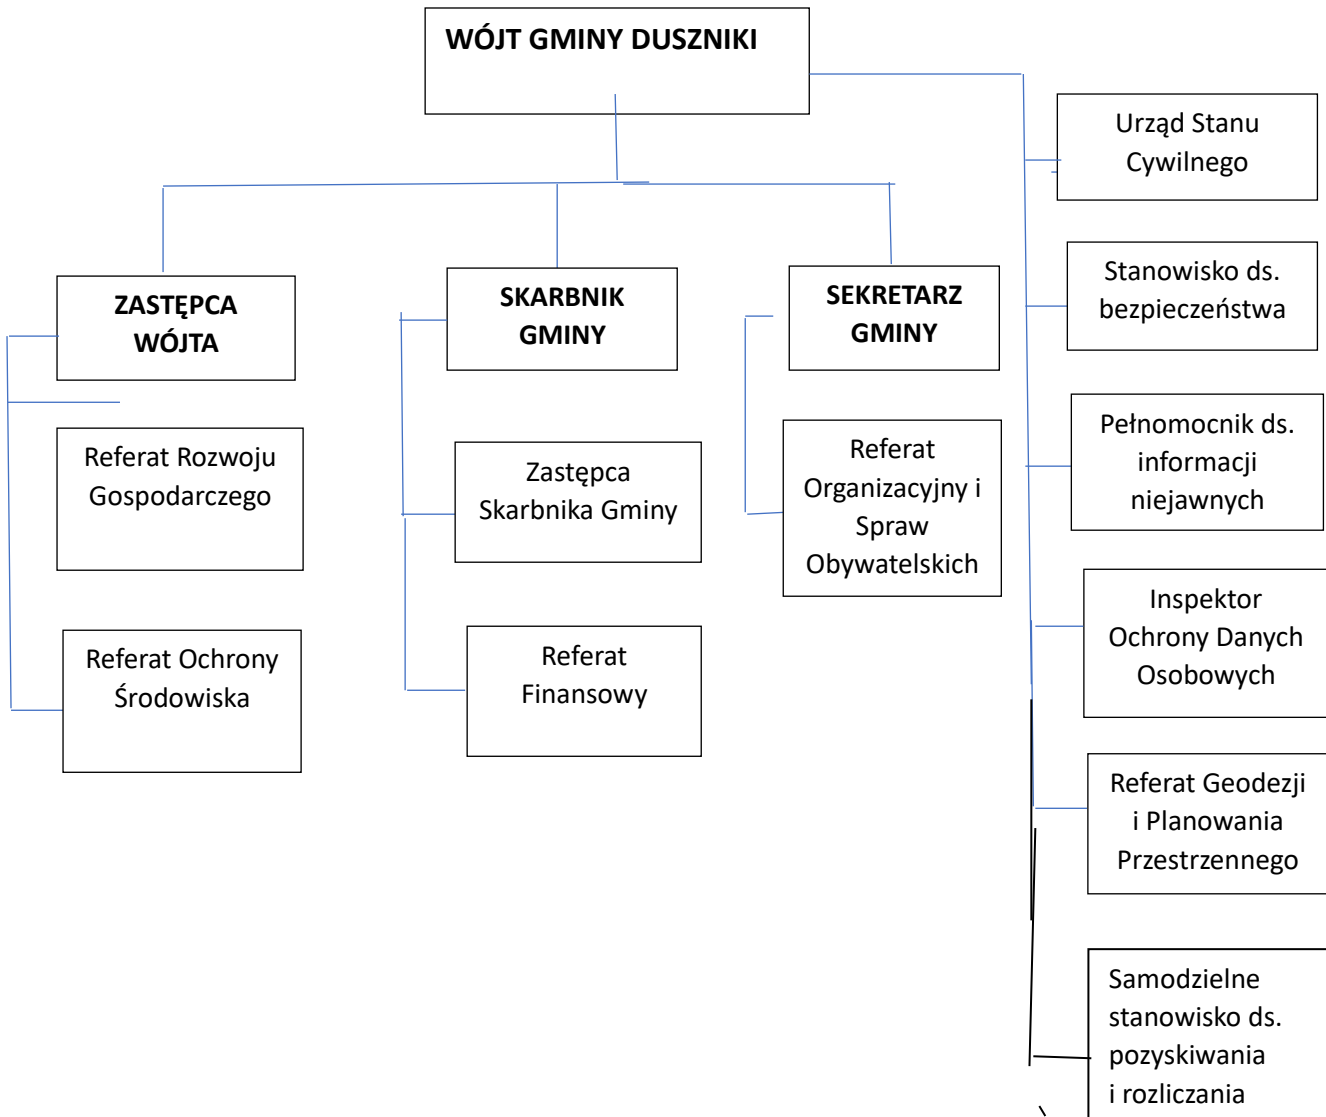 WÓJT GMINY DUSZNIKI
Urząd Stanu
Cywilnego
Stanowisko ds.
bezpieczeństwa
Pełnomocnik ds.
informacji
niejawnych
Inspektor
Ochrony Danych
Osobowych
Referat Geodezji
i Planowania
Przestrzennego
Samodzielne
stanowisko ds.
pozyskiwania
i rozliczania
ZASTĘPCA
WÓJTA
Referat Rozwoju
Gospodarczego
Referat Ochrony
Środowiska
SKARBNIK
GMINY
Zastępca
Skarbnika Gminy
Referat
Finansowy
SEKRETARZ
GMINY
Referat
Organizacyjny i
Spraw
Obywatelskich